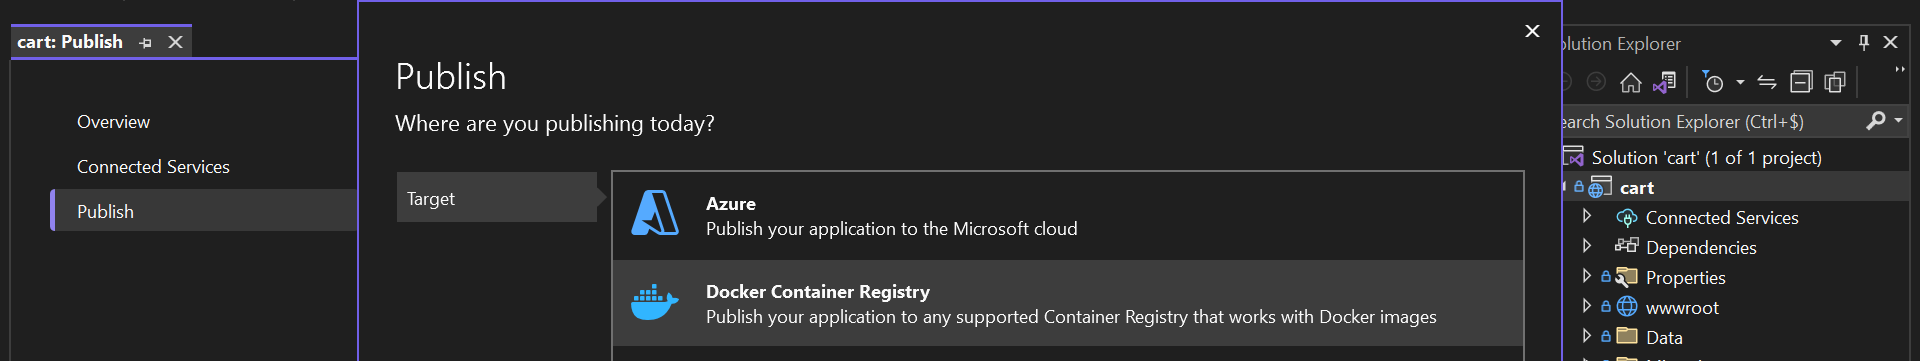 cart: Publish
Overview
Connected Services
Publish
Publish
Where are you publishing today?
Target
Azure
Publish your application to the Microsoft cloud
Docker Container Registry
Publish your application to any supported Container Registry that works with Docker images
olution Explorer
earch Solution Explorer (Ctrl+$)
Solution 'cart' (1 of 1 project)
cart
Connected Services
Dependencies
Properties
wwwroot
Data